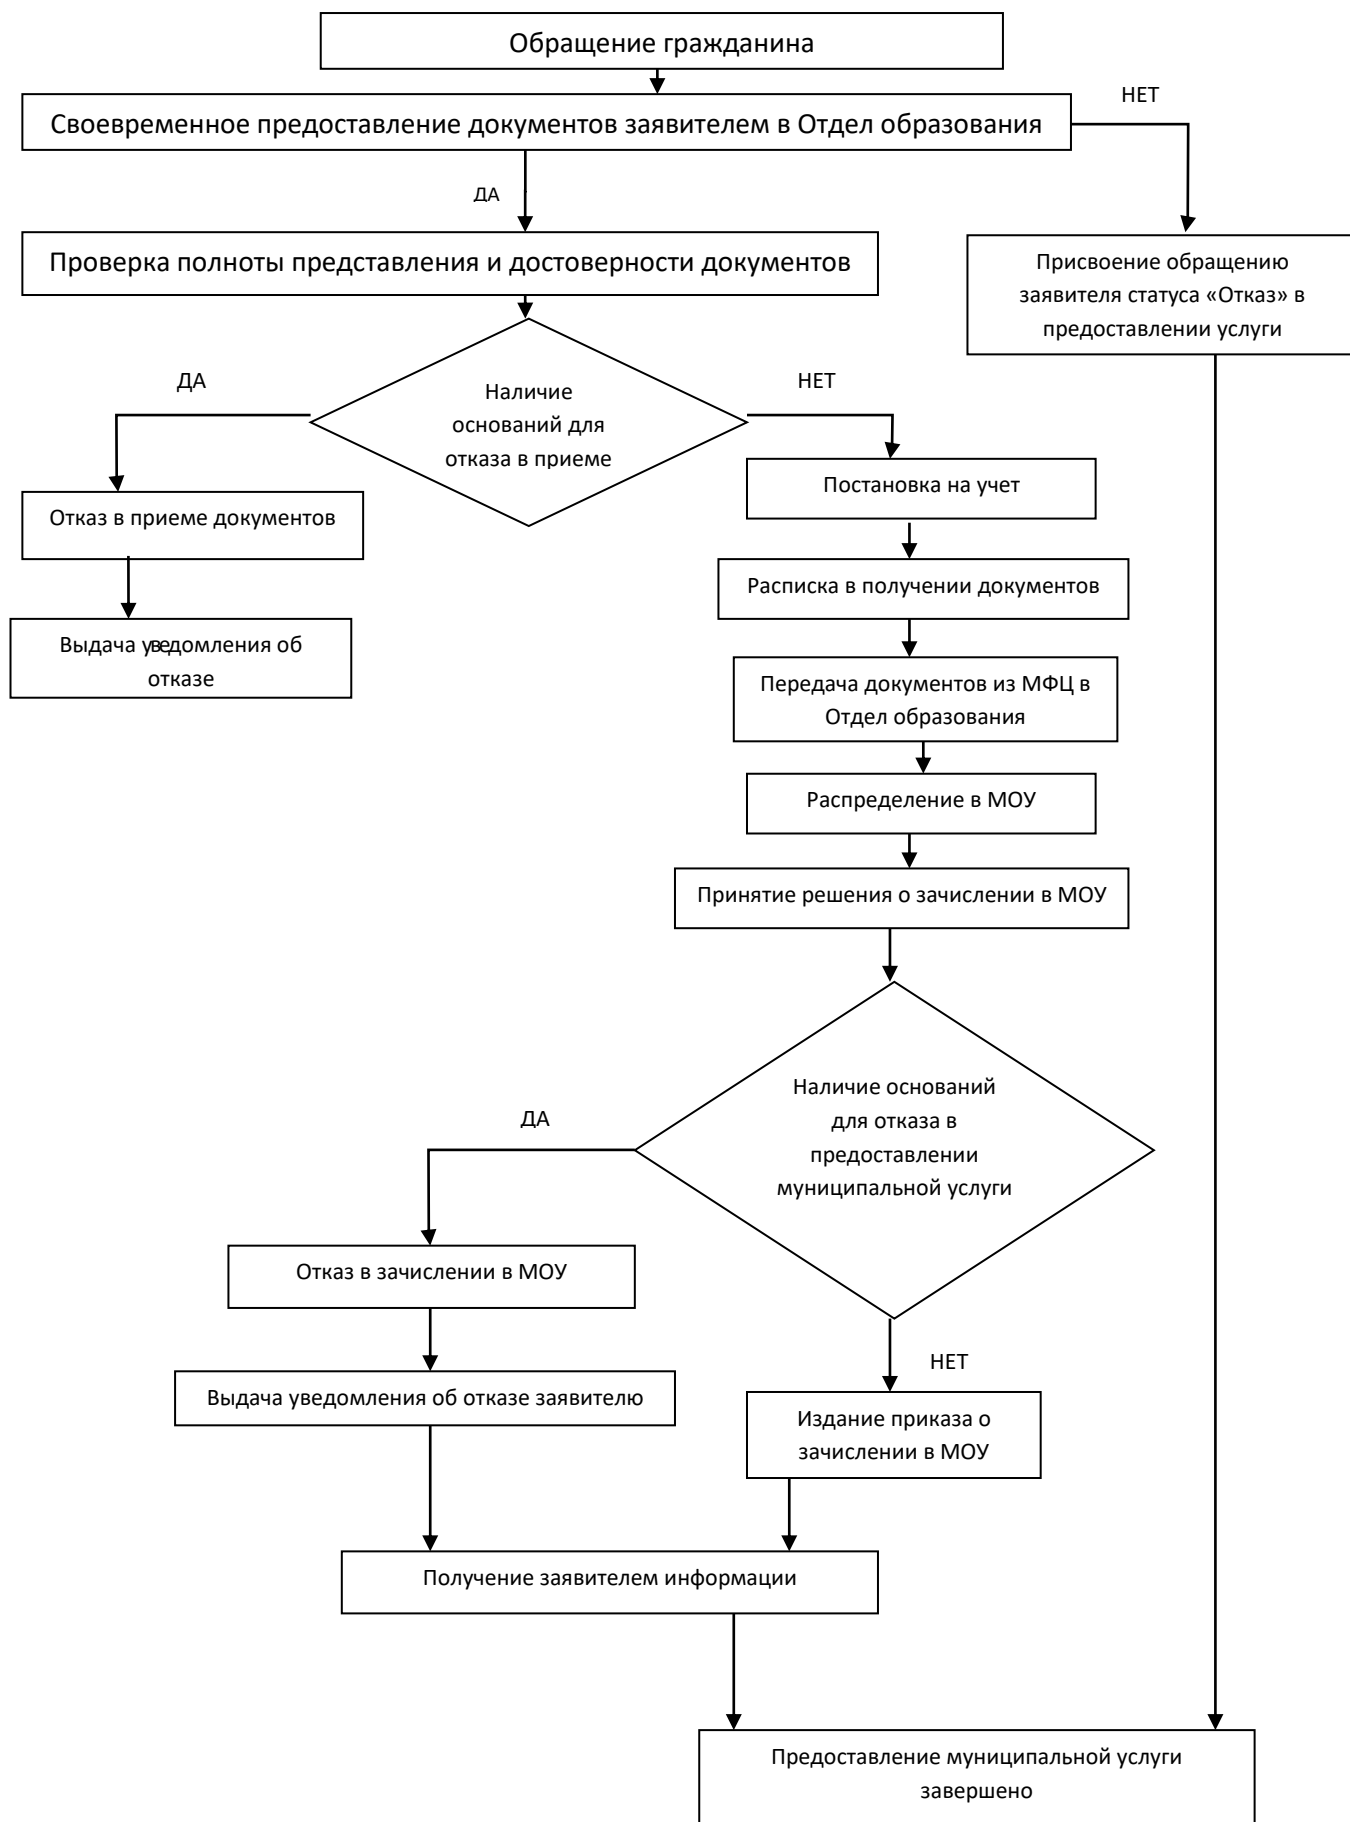 Обращение гражданина
НЕТ
Своевременное предоставление документов заявителем в Отдел образования
ДА
Проверка полноты представления и достоверности документов
Присвоение обращению
заявителя статуса «Отказ» в
предоставлении услуги
ДА
НЕТ
Наличие
оснований для
отказа в приеме
Постановка на учет
Отказ в приеме документов
Расписка в получении документов
Выдача уведомления об
отказе
Передача документов из МФЦ в
Отдел образования
Распределение в МОУ
Принятие решения о зачислении в МОУ
Наличие оснований
для отказа в
предоставлении
муниципальной услуги
ДА
Отказ в зачислении в МОУ
НЕТ
Выдача уведомления об отказе заявителю
Издание приказа о
зачислении в МОУ
Получение заявителем информации
Предоставление муниципальной услуги
завершено